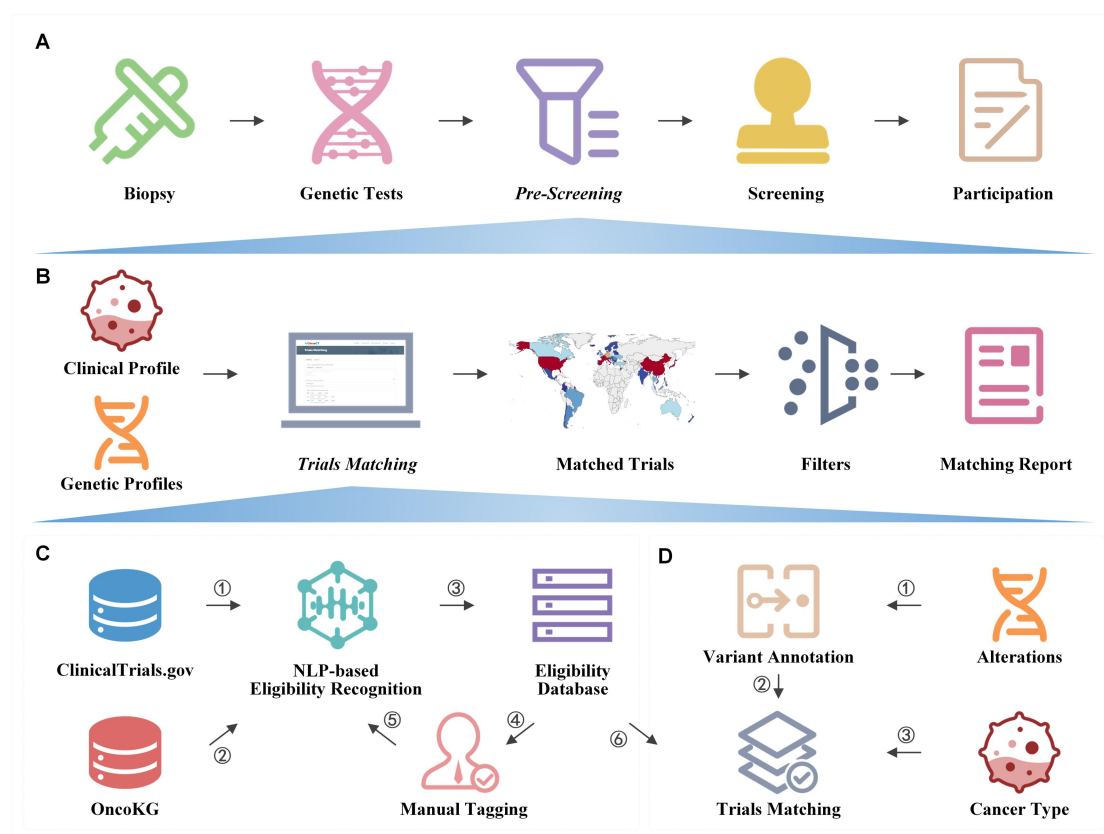 A
Biopsy
Genetic Tests
Pre-Screening
Screening
Participation
B
Clinical Profile
Genetic Profiles
Trials Matching
Matched Trials
Filters
Matching Report
C
ClinicalTrials.gov
①
NLP-based
Eligibility Recognition
③
Eligibility
Database
OncoKG
②
⑤
④
Manual Tagging
⑥
D
Variant Annotation
①
Alterations
②
③
Trials Matching
Cancer Type